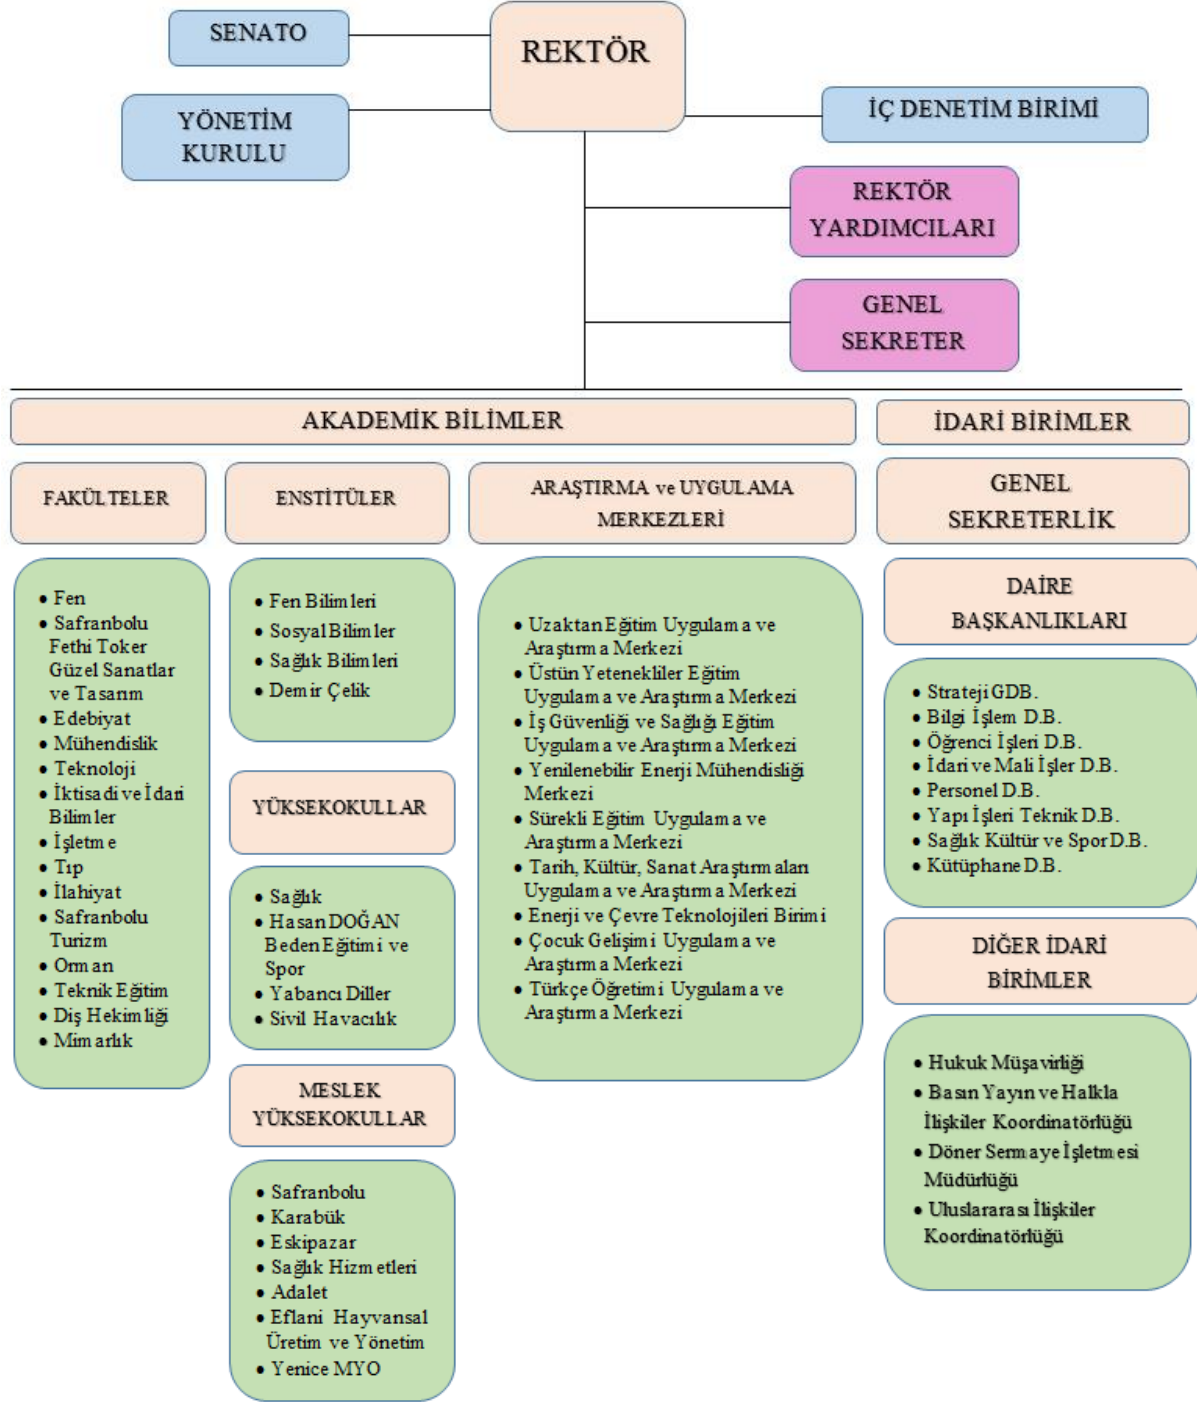 SENATO
REKTÖR
YÖNETİM
KURULU
İÇ DENETİM BİRİMİ
REKTÖR
YARDIMCILARI
GENEL
SEKRETER
AKADEMİK BİLİMLER
İDARİ BİRİMLER
FAKÜLTELER
• Fen
• Safranbolu
Fethi Toker
Güzel Sanatlar
ve Tasarım
• Edebiyat
• Mühendislik
• Teknoloji
• İktisadi ve İdari
Bilimler
• İşletme
• Tıp
• İlahiyat
• Safranbolu
Turizm
• Orman
• Teknik Eğitim
• Diş Hekimliği
• Mimarlık
ENSTİTÜLER
• Fen Bilimleri
• Sosyal Bilimler
• Sağlık Bilimleri
• Demir Çelik
YÜKSEKOKULLAR
• Sağlık
• Hasan DOĞAN
Beden Eğitimi ve
Spor
• Yabancı Diller
• Sivil Havacılık
MESLEK
YÜKSEKOKULLAR
• Safranbolu
• Karabük
• Eskipazar
• Sağlık Hizmetleri
• Adalet
• Eflani Hayvansal
Üretim ve Yönetim
• Yenice MYO
ARAŞTIRMA ve UYGULAMA
MERKEZLERİ
• Uzaktan Eğitim Uygulama ve
Araştırma Merkezi
• Üstün Yetenekliler Eğitim
Uygulama ve Araştırma Merkezi
• İş Güvenliği ve Sağlığı Eğitim
Uygulama ve Araştırma Merkezi
• Yenilenebilir Enerji Mühendisliği
Merkezi
• Sürekli Eğitim Uygulama ve
Araştırma Merkezi
• Tarih, Kültür, Sanat Araştırmaları
Uygulama ve Araştırma Merkezi
• Enerji ve Çevre Teknolojileri Birimi
• Çocuk Gelişimi Uygulama ve
Araştırma Merkezi
• Türkçe Öğretimi Uygulama ve
Araştırma Merkezi
GENEL
SEKRETERLİK
DAİRE
BAŞKANLIKLARI
• Strateji GDB.
• Bilgi İşlem D.B.
• Öğrenci İşleri D.B.
• İdari ve Mali İşler D.B.
• Personel D.B.
• Yapı İşleri Teknik D.B.
• Sağlık Kültür ve Spor D.B.
• Kütüphane D.B.
DİĞER İDARİ
BİRİMLER
• Hukuk Müşavirliği
• Basın Yayın ve Halkla
İlişkiler Koordinatörlüğü
• Döner Sermaye İşletmesi
Müdürlüğü
• Uluslararası İlişkiler
Koordinatörlüğü